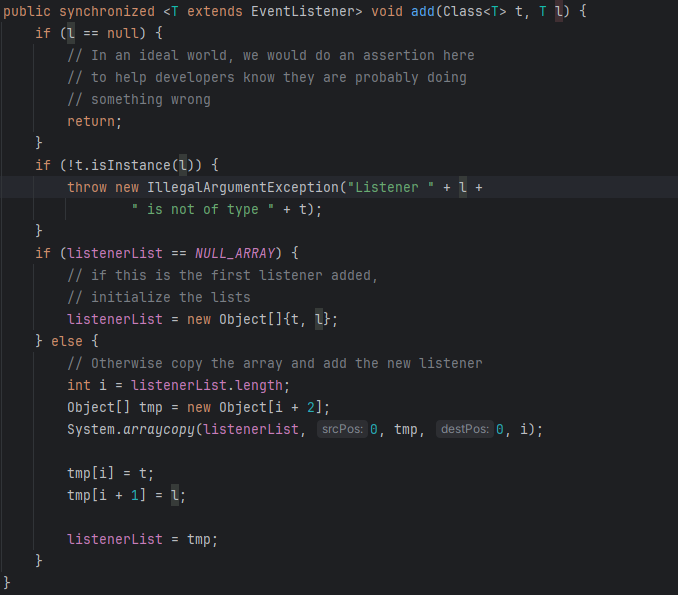 public synchronized <T extends EventListener> void add(Class<T> t, T l) {
    if (l == null) {
        // In an ideal world, we would do an assertion here
        // to help developers know they are probably doing
        // something wrong
        return;
    }
    if (!t.isInstance(l)) {
        throw new IllegalArgumentException("Listener " + l +
                " is not of type " + t);
    }
    if (listenerList == NULL_ARRAY) {
        // if this is the first listener added,
        // initialize the lists
        listenerList = new Object[]{t, l};
    } else {
        // Otherwise copy the array and add the new listener
        int i = listenerList.length;
        Object[] tmp = new Object[i + 2];
        System.arraycopy(listenerList, srcPos: 0, tmp, destPos: 0, i);

        tmp[i] = t;
        tmp[i + 1] = l;

        listenerList = tmp;
    }
}